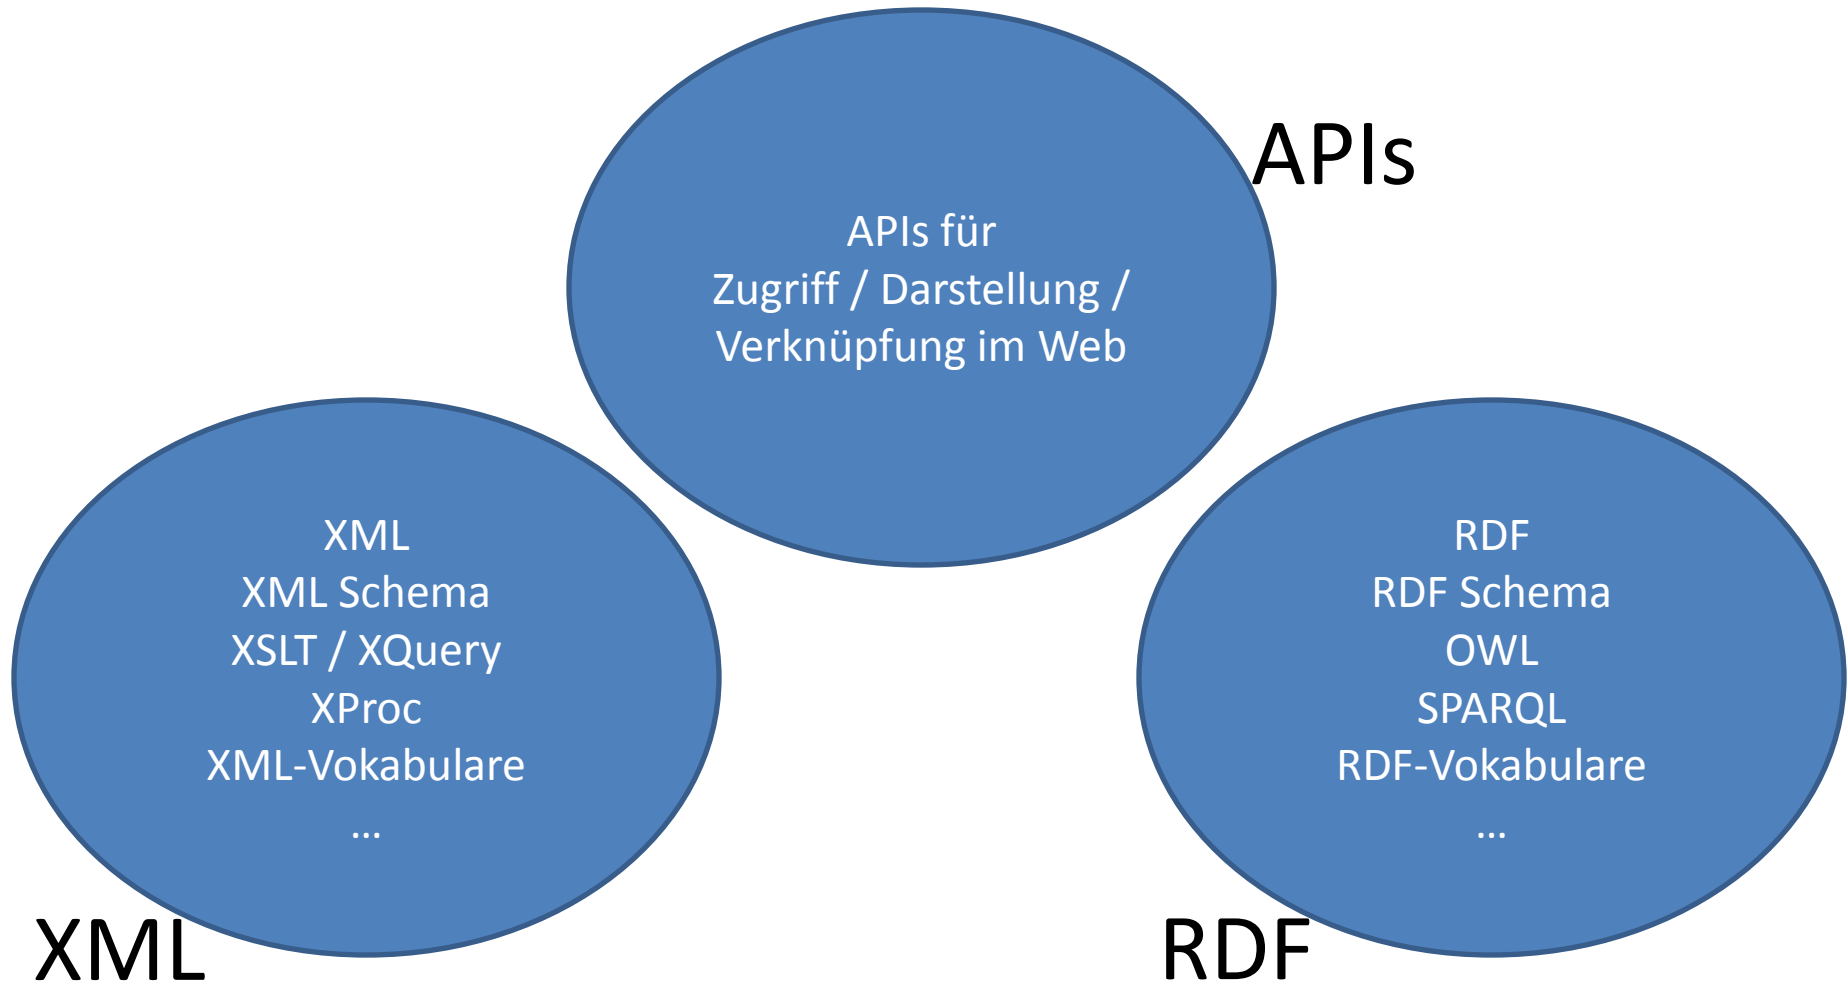 APIs
APIs für
Zugriff / Darstellung /
Verknüpfung im Web
XML
XML Schema
XSLT / XQuery
XProc
XML-Vokabulare
...
XML
RDF
RDF Schema
OWL
SPARQL
RDF-Vokabulare
...
RDF